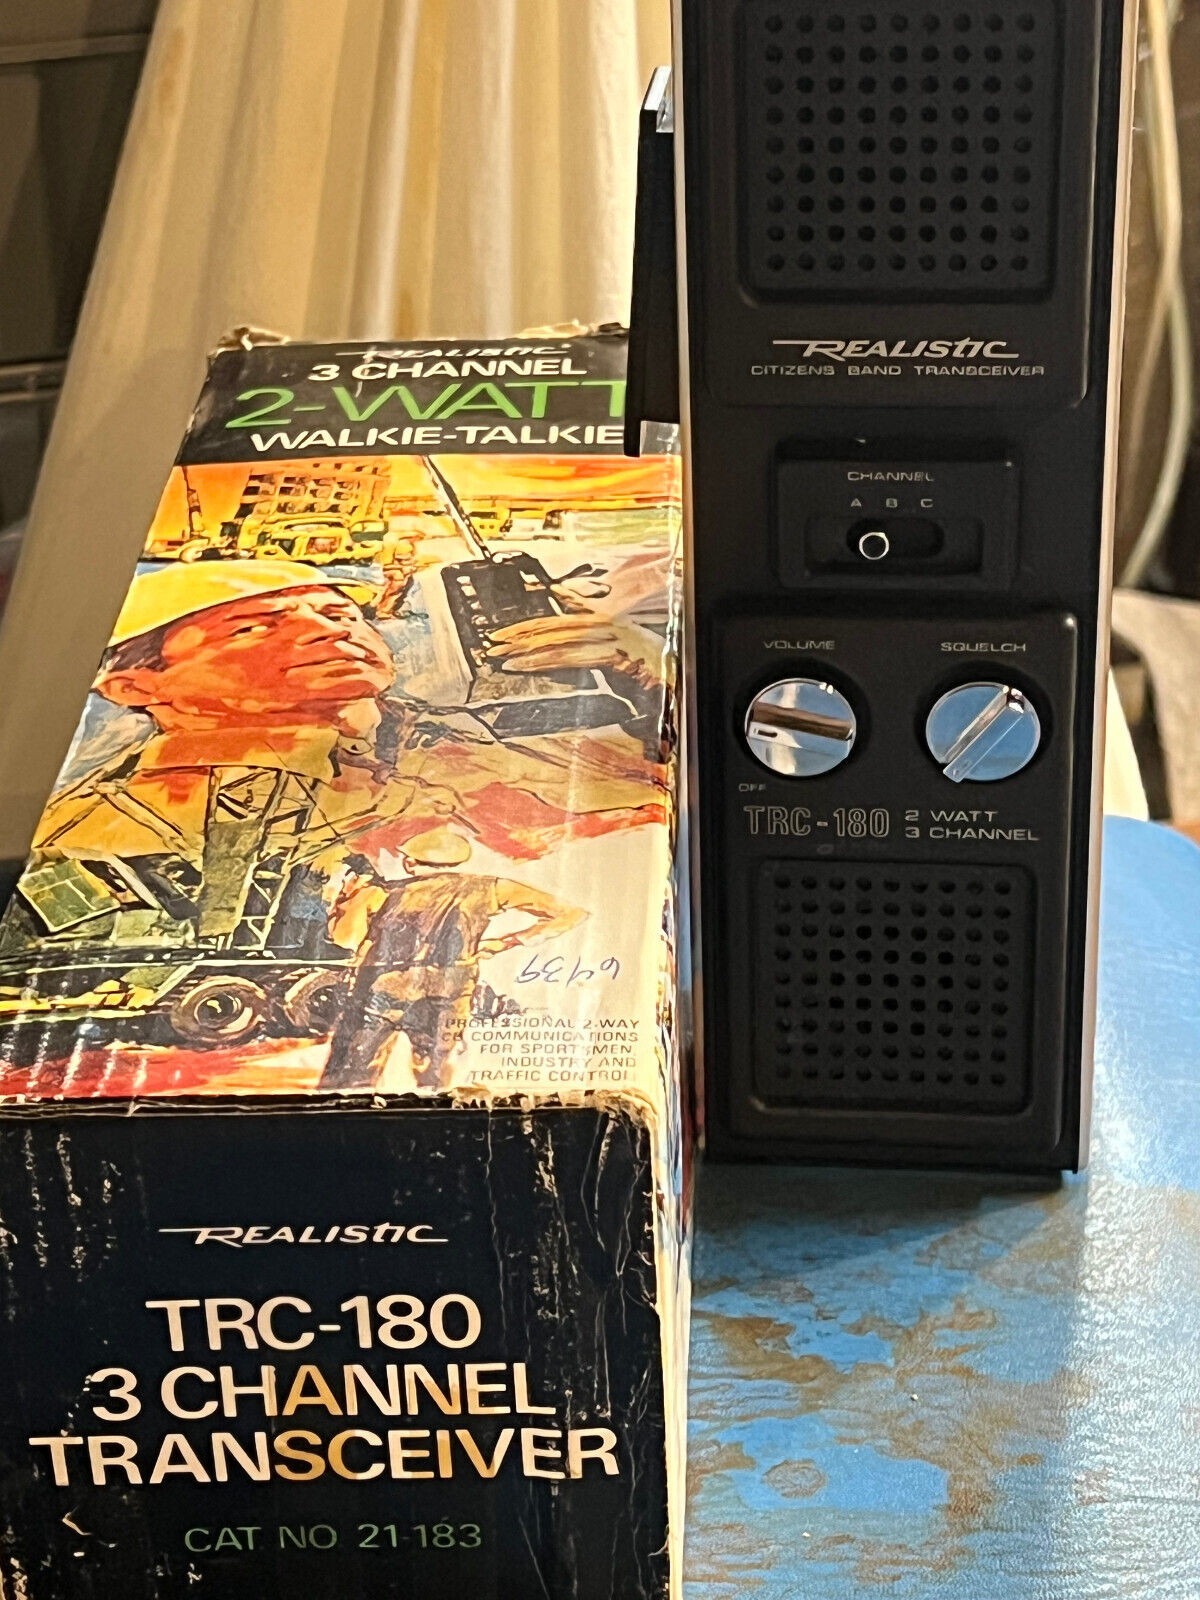 REALISTIC
3 CHANNEL
2-WATT
WALKIE-TALKIE
6939
PROFESSIONAL 2-WAY
CB COMMUNICATIONS
FOR SPORTSMEN,
INDUSTRY AND
TRAFFIC CONTROL
REALISTIC
TRC-180
3 CHANNEL
TRANSCEIVER
CAT NO 21-183
REALISTIC
CITIZENS BAND TRANSCEIVER
CHANNEL
A B C
VOLUME SQUELCH
OFF
TRC-180 2 WATT
3 CHANNEL